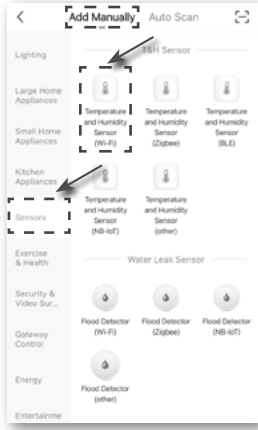 Add Manually Auto Scan
Lighting
Large Home
Appliances
Small Home
Appliances
Kitchen
Appliances
Sensors
Exercise
& Health
Security &
Video Sur...
Gateway
Control
Energy
Entertainme
T&H Sensor
Temperature
and Humidity
Sensor
(Wi-Fi)
Temperature
and Humidity
Sensor
(Zigbee)
Temperature
and Humidity
Sensor
(BLE)
Temperature
and Humidity
Sensor
(NB-IoT)
Temperature
and Humidity
Sensor
(other)
Water Leak Sensor
Flood Detector
(Wi-Fi)
Flood Detector
(Zigbee)
Flood Detector
(NB-IoT)
Flood Detector
(other)